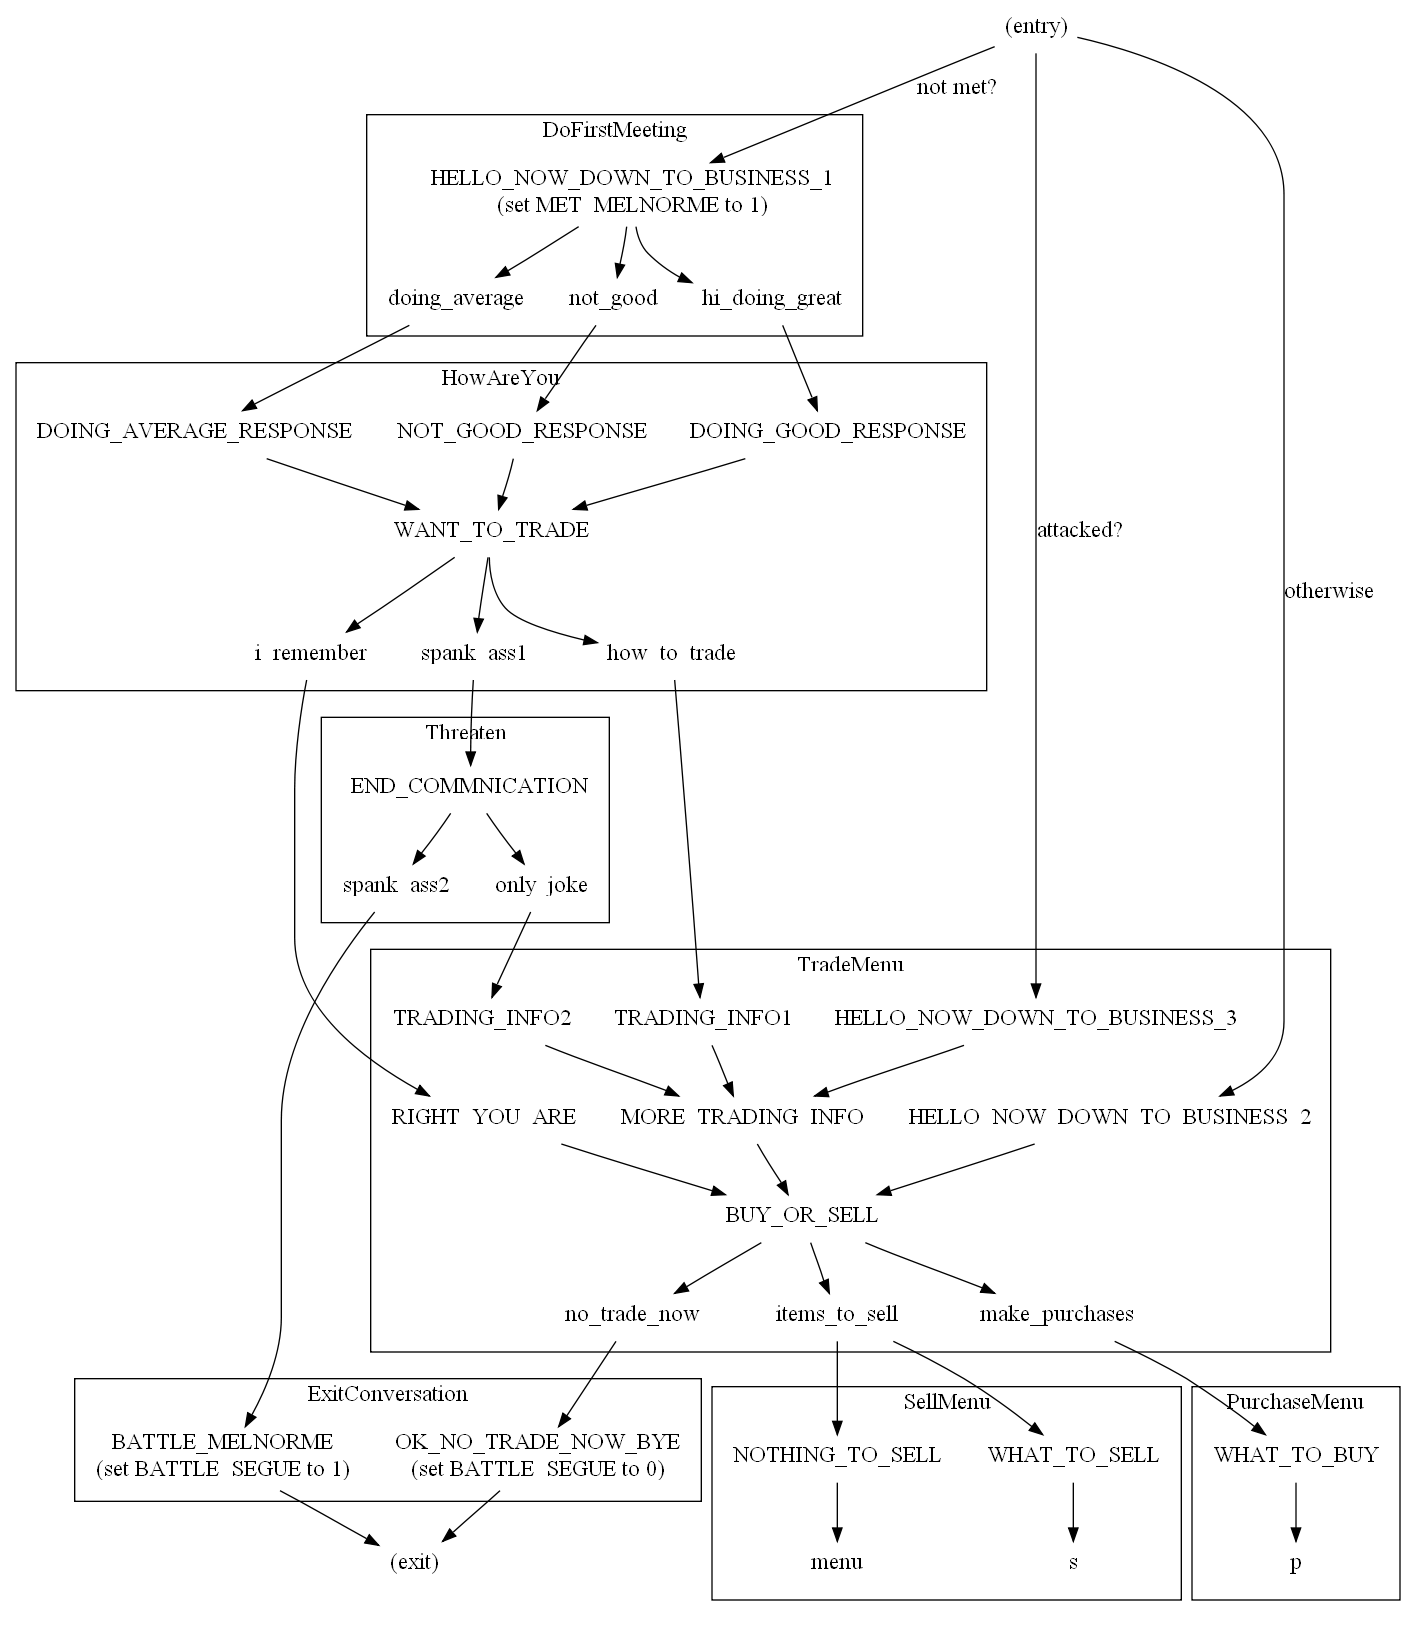 (entry)
not met?
DoFirstMeeting
HELLO_NOW_DOWN_TO_BUSINESS_1
(set MET_MELNORME to 1)
doing_average
not_good
hi_doing_great
HowAreYou
DOING_AVERAGE_RESPONSE
NOT_GOOD_RESPONSE
DOING_GOOD_RESPONSE
WANT_TO_TRADE
attacked?
otherwise
i_remember
spank_ass1
how_to_trade
Threaten
END_COMMNICATION
spank_ass2
only_joke
TradeMenu
TRADING_INFO2
TRADING_INFO1
HELLO_NOW_DOWN_TO_BUSINESS_3
RIGHT_YOU_ARE
MORE_TRADING_INFO
HELLO_NOW_DOWN_TO_BUSINESS_2
BUY_OR_SELL
no_trade_now
items_to_sell
make_purchases
ExitConversation
BATTLE_MELNORME
(set BATTLE_SEGUE to 1)
OK_NO_TRADE_NOW_BYE
(set BATTLE_SEGUE to 0)
SellMenu
NOTHING_TO_SELL
WHAT_TO_SELL
PurchaseMenu
WHAT_TO_BUY
(exit)
menu
s
p